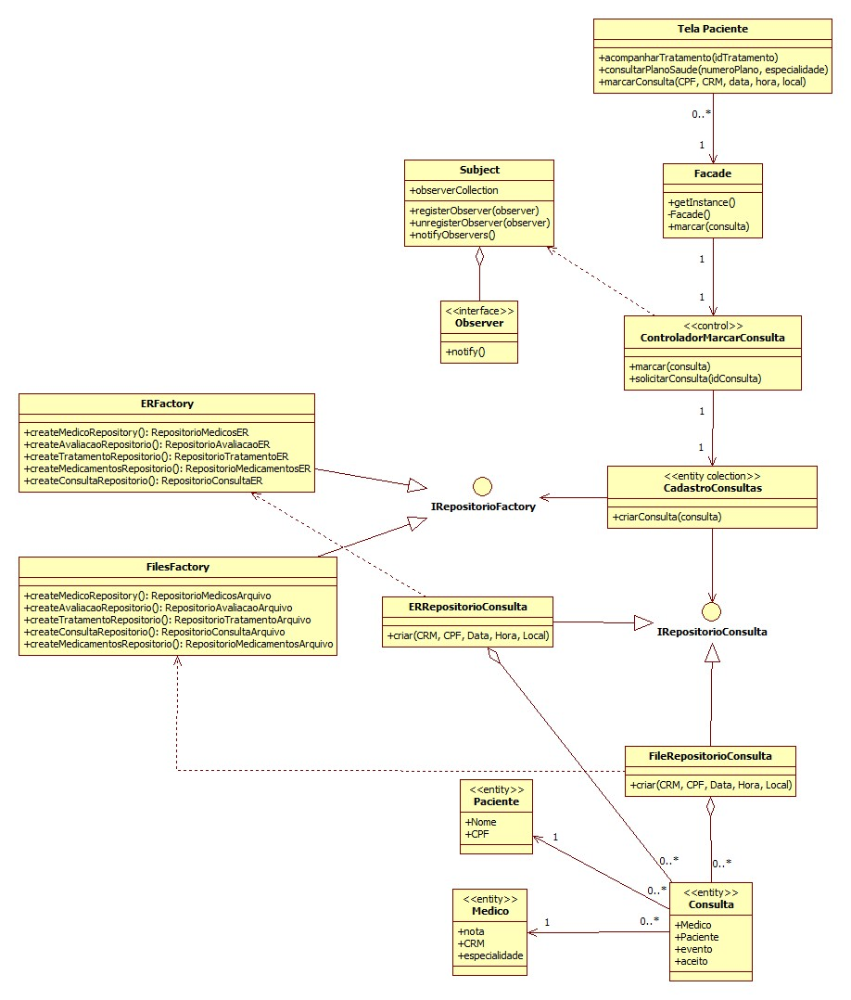 Tela Paciente
+acompanharTratamento(idTratamento)
+consultarPlanoSaude(numeroPlano, especialidade)
+marcarConsulta(CPF, CRM, data, hora, local)
0..*
1
Subject
+observerCollection
+registerObserver(observer)
+unregisterObserver(observer)
+notifyObservers()
Facade
+getInstance()
-Facade()
+marcar(consulta)
1
1
<<interface>>
Observer
+notify()
<<control>>
ControladorMarcarConsulta
+marcar(consulta)
+solicitarConsulta(idConsulta)
1
1
ERFactory
+createMedicoRepository(): RepositorioMedicosER
+createAvaliacaoRepositorio(): RepositorioAvaliacaoER
+createTratamentoRepositorio(): RepositorioTratamentoER
+createMedicamentosRepositorio(): RepositorioMedicamentosER
+createConsultaRepositorio(): RepositorioConsultaER
IRepositorioFactory
<<entity colection>>
CadastroConsultas
+criarConsulta(consulta)
FilesFactory
+createMedicoRepository(): RepositorioMedicosArquivo
+createAvaliacaoRepositorio(): RepositorioAvaliacaoArquivo
+createTratamentoRepositorio(): RepositorioTratamentoArquivo
+createConsultaRepositorio(): RepositorioConsultaArquivo
+createMedicamentosRepositorio(): RepositorioMedicamentosArquivo
ERRepositorioConsulta
+criar(CRM, CPF, Data, Hora, Local)
IRepositorioConsulta
FileRepositorioConsulta
+criar(CRM, CPF, Data, Hora, Local)
<<entity>>
Paciente
+Nome
+CPF
1
0..*
0..*
0..*
<<entity>>
Medico
+nota
+CRM
+especialidade
1
0..*
<<entity>>
Consulta
+Medico
+Paciente
+evento
+aceito